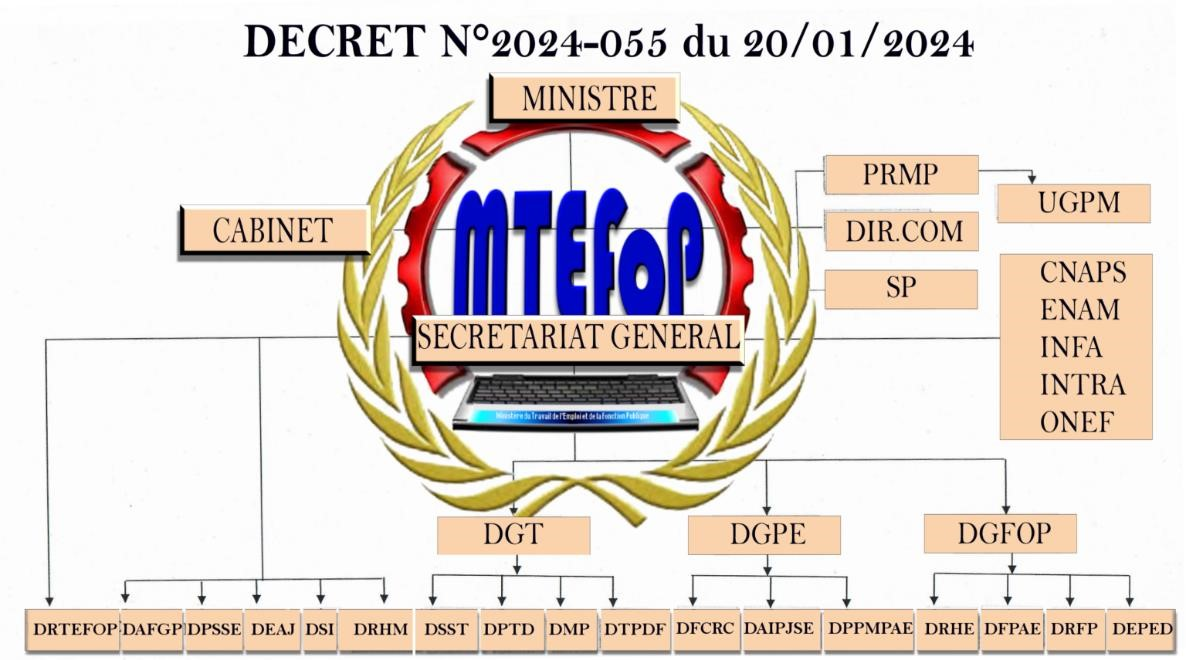 DECRET N°2024-055 du 20/01/2024
MINISTRE
PRMP
UGPM
CABINET
MTEFoP
DIR.COM
SP
CNAPS
ENAM
INFA
INTRA
ONEF
SECRETARIAT GENERAL
Ministère du Travail de l'Emploi et de la Fonction Publique
DGT
DGPE
DGFOP
DRTEFOP DAFGP DPSSE DEAJ DSI DRHM DSST DPTD DMP DTPDF DFCRC DAIPJSE DPPMPAE DRHE DFPAE DRFP DEPED